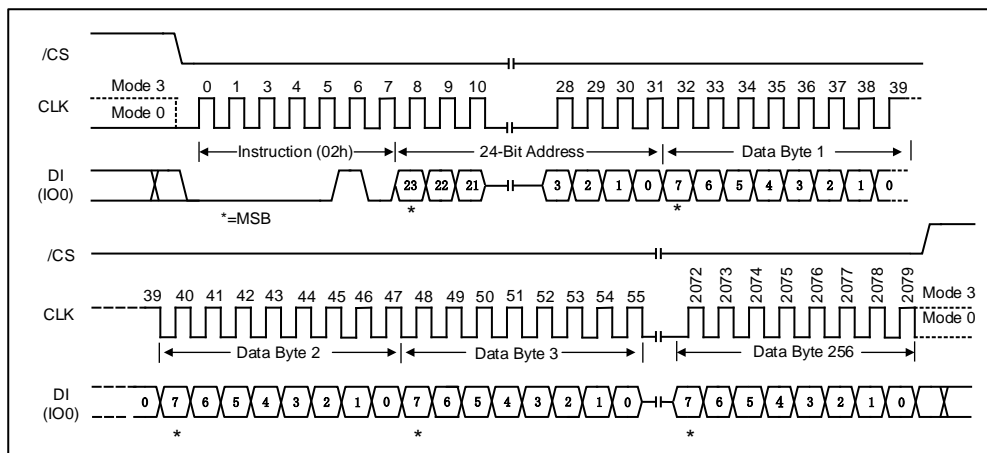 /CS
Mode 3 0 1 3 4 5 6 7 8 9 10 28 29 30 31 32 33 34 35 36 37 38 39
CLK
Mode 0
Instruction (02h) 24-Bit Address Data Byte 1
DI
(IO0)
23 22 21 3 2 1 0 7 6 5 4 3 2 1 0
*=MSB * *
/CS
39 40 41 42 43 44 45 46 47 48 49 50 51 52 53 54 55 2072 2073 2074 2075 2076 2077 2078 2079 Mode 3
CLK
Mode 0
Data Byte 2 Data Byte 3 Data Byte 256
DI
(IO0)
0 7 6 5 4 3 2 1 0 7 6 5 4 3 2 1 0 7 6 5 4 3 2 1 0
* * *